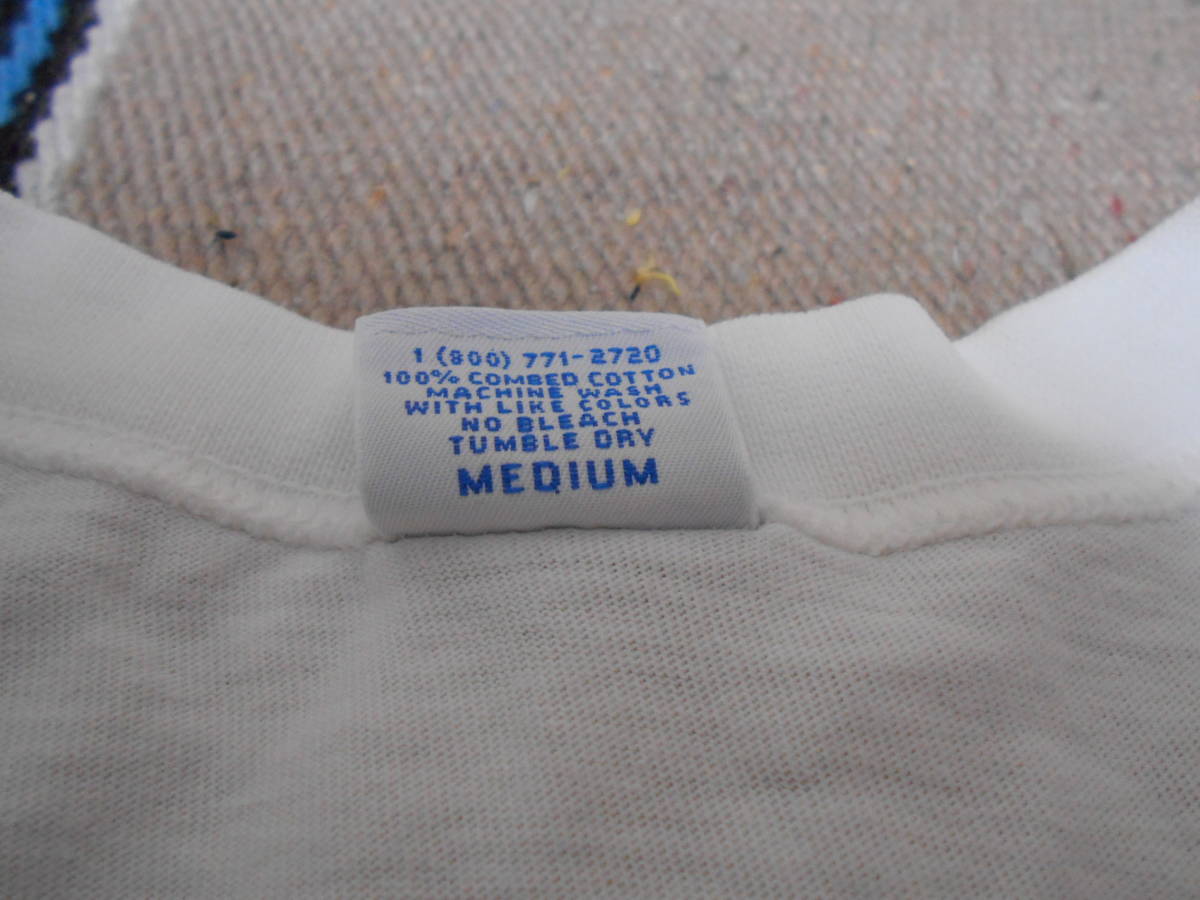 1 (800) 771-2720
100% COMBED COTTON
MACHINE WASH
WITH LIKE COLORS
NO BLEACH
TUMBLE DRY
MEDIUM